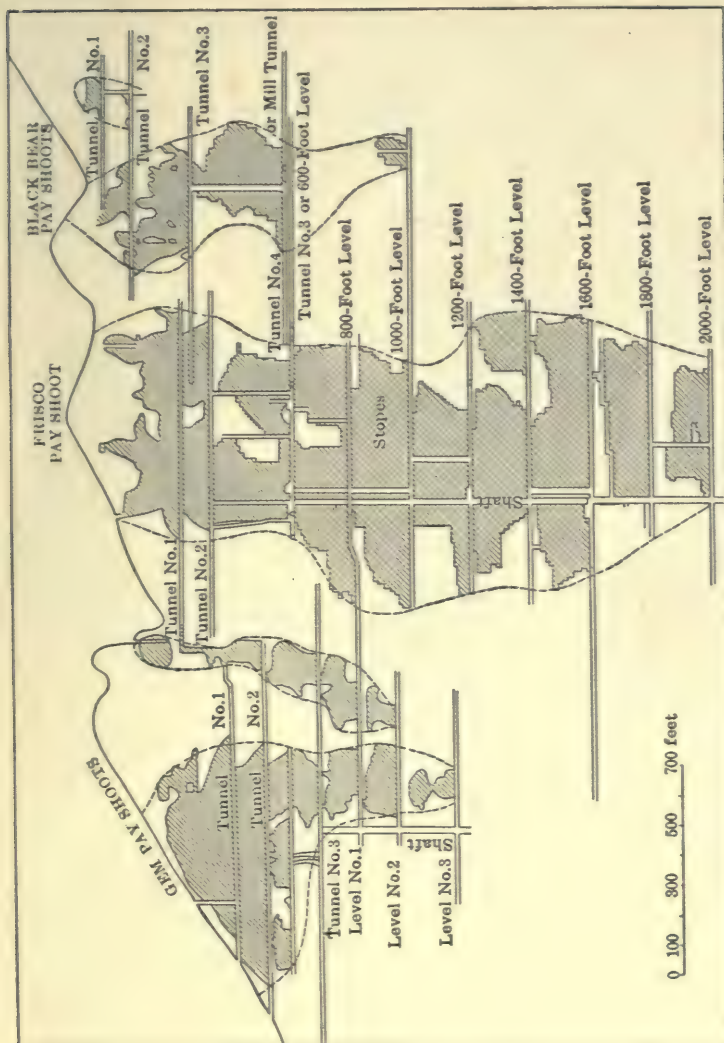 BLACK BEAR
PAY SHOOTS
FRISCO
PAY SHOOT
GEM PAY SHOOTS
Tunnel No.1
Tunnel No.2
Tunnel No.3
Tunnel No.4 or Mill Tunnel
Tunnel No.3 or 600-Foot Level
800-Foot Level
1000-Foot Level
1200-Foot Level
1400-Foot Level
1600-Foot Level
1800-Foot Level
2000-Foot Level
Tunnel No.1
Tunnel No.2
Stopes
Shaft
Tunnel No.1
Tunnel No.2
Tunnel No.3
Level No.1
Level No.2
Level No.3
Shaft
0 100 300 500 700 feet